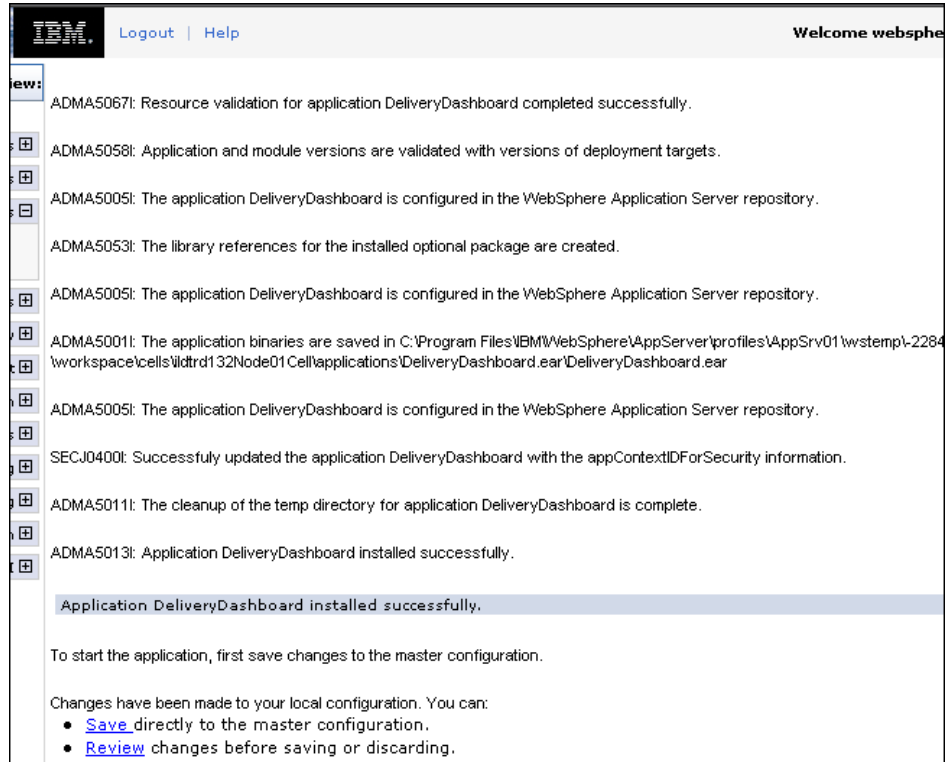 IBM. Logout | Help Welcome websphe
iew:
ADMA5067I: Resource validation for application DeliveryDashboard completed successfully.
ADMA5058I: Application and module versions are validated with versions of deployment targets.
ADMA5005I: The application DeliveryDashboard is configured in the WebSphere Application Server repository.
ADMA5053I: The library references for the installed optional package are created.
ADMA5005I: The application DeliveryDashboard is configured in the WebSphere Application Server repository.
ADMA5001I: The application binaries are saved in C:\Program Files\IBM\WebSphere\AppServer\profiles\AppSrv01\wstemp\-2284
\workspace\cells\ildtrd132Node01Cell\applications\DeliveryDashboard.ear\DeliveryDashboard.ear
ADMA5005I: The application DeliveryDashboard is configured in the WebSphere Application Server repository.
SECJ0400I: Successfuly updated the application DeliveryDashboard with the appContextIDForSecurity information.
ADMA5011I: The cleanup of the temp directory for application DeliveryDashboard is complete.
ADMA5013I: Application DeliveryDashboard installed successfully.
Application DeliveryDashboard installed successfully.
To start the application, first save changes to the master configuration.
Changes have been made to your local configuration. You can:
• Save directly to the master configuration.
• Review changes before saving or discarding.